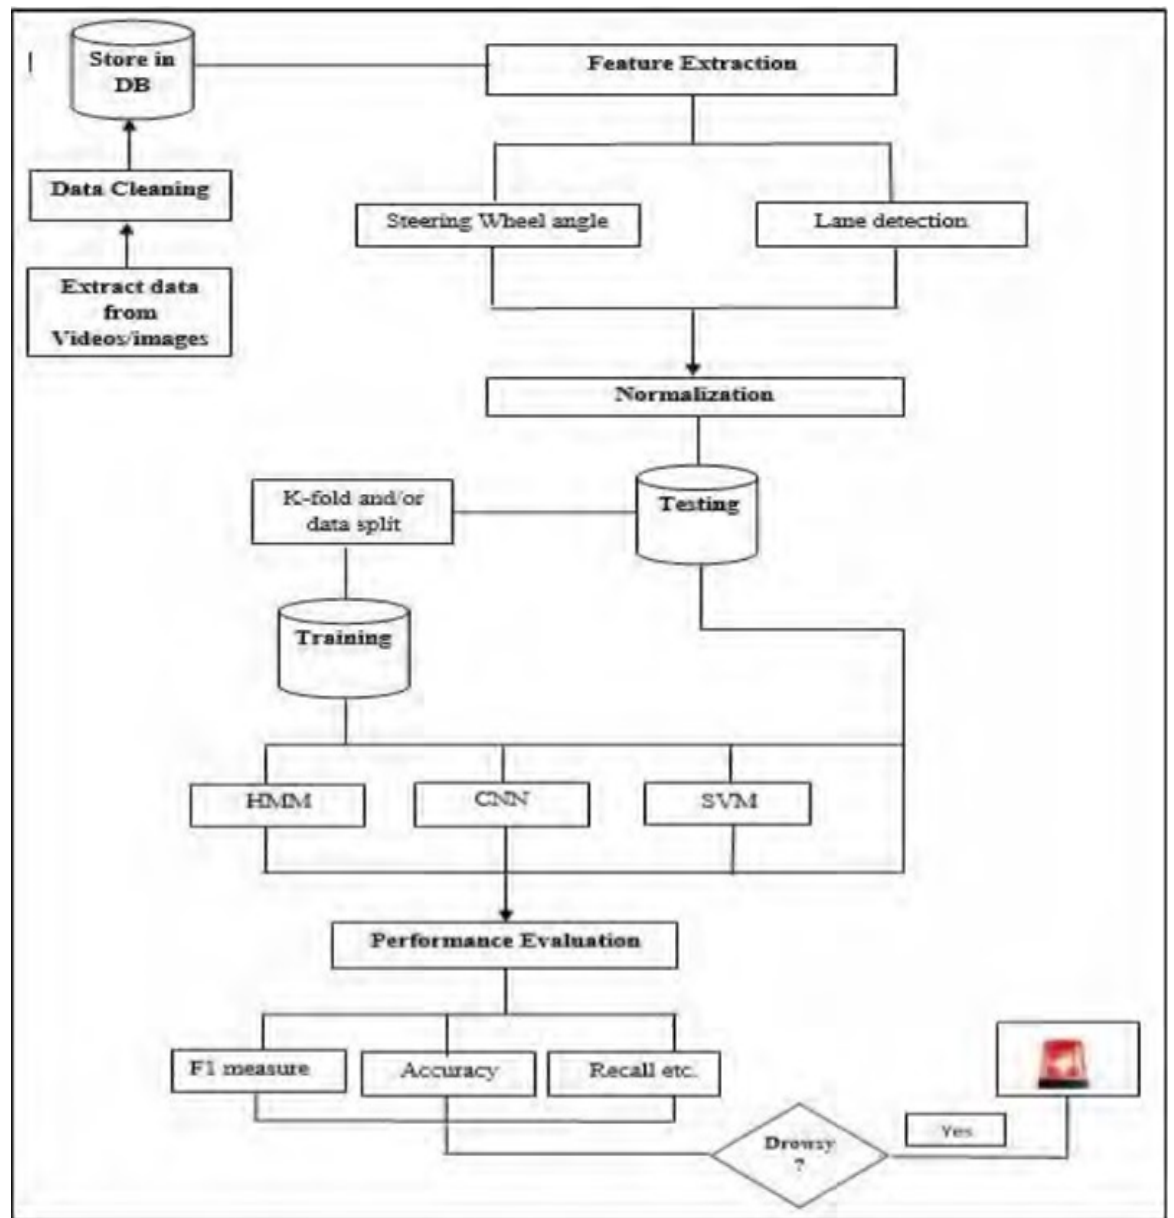 Store in
DB
Feature Extraction
Data Cleaning
Steering Wheel angle
Lane detection
Extract data
from
Videos/images
Normalization
K-fold and/or
data split
Testing
Training
HMM
CNN
SVM
Performance Evaluation
F1 measure
Accuracy
Recall etc.
Drowsy
?
Yes